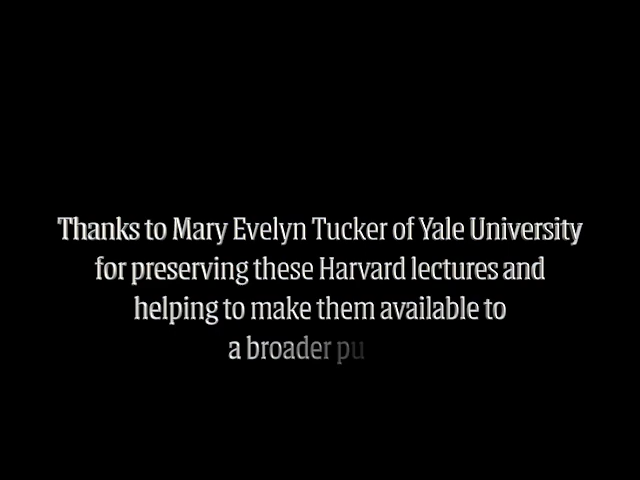 Thanks to Mary Evelyn Tucker of Yale University
for preserving these Harvard lectures and
helping to make them available to
a broader pu